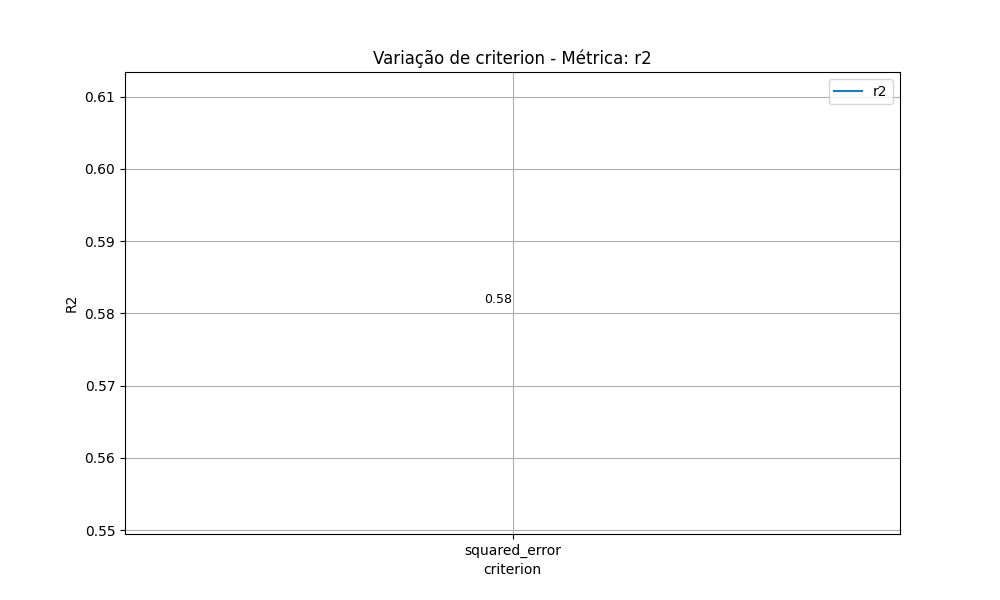 Variação de criterion - Métrica: r2
r2
0.61
0.60
0.59
0.58
0.58
0.57
0.56
0.55
R2
squared_error
criterion